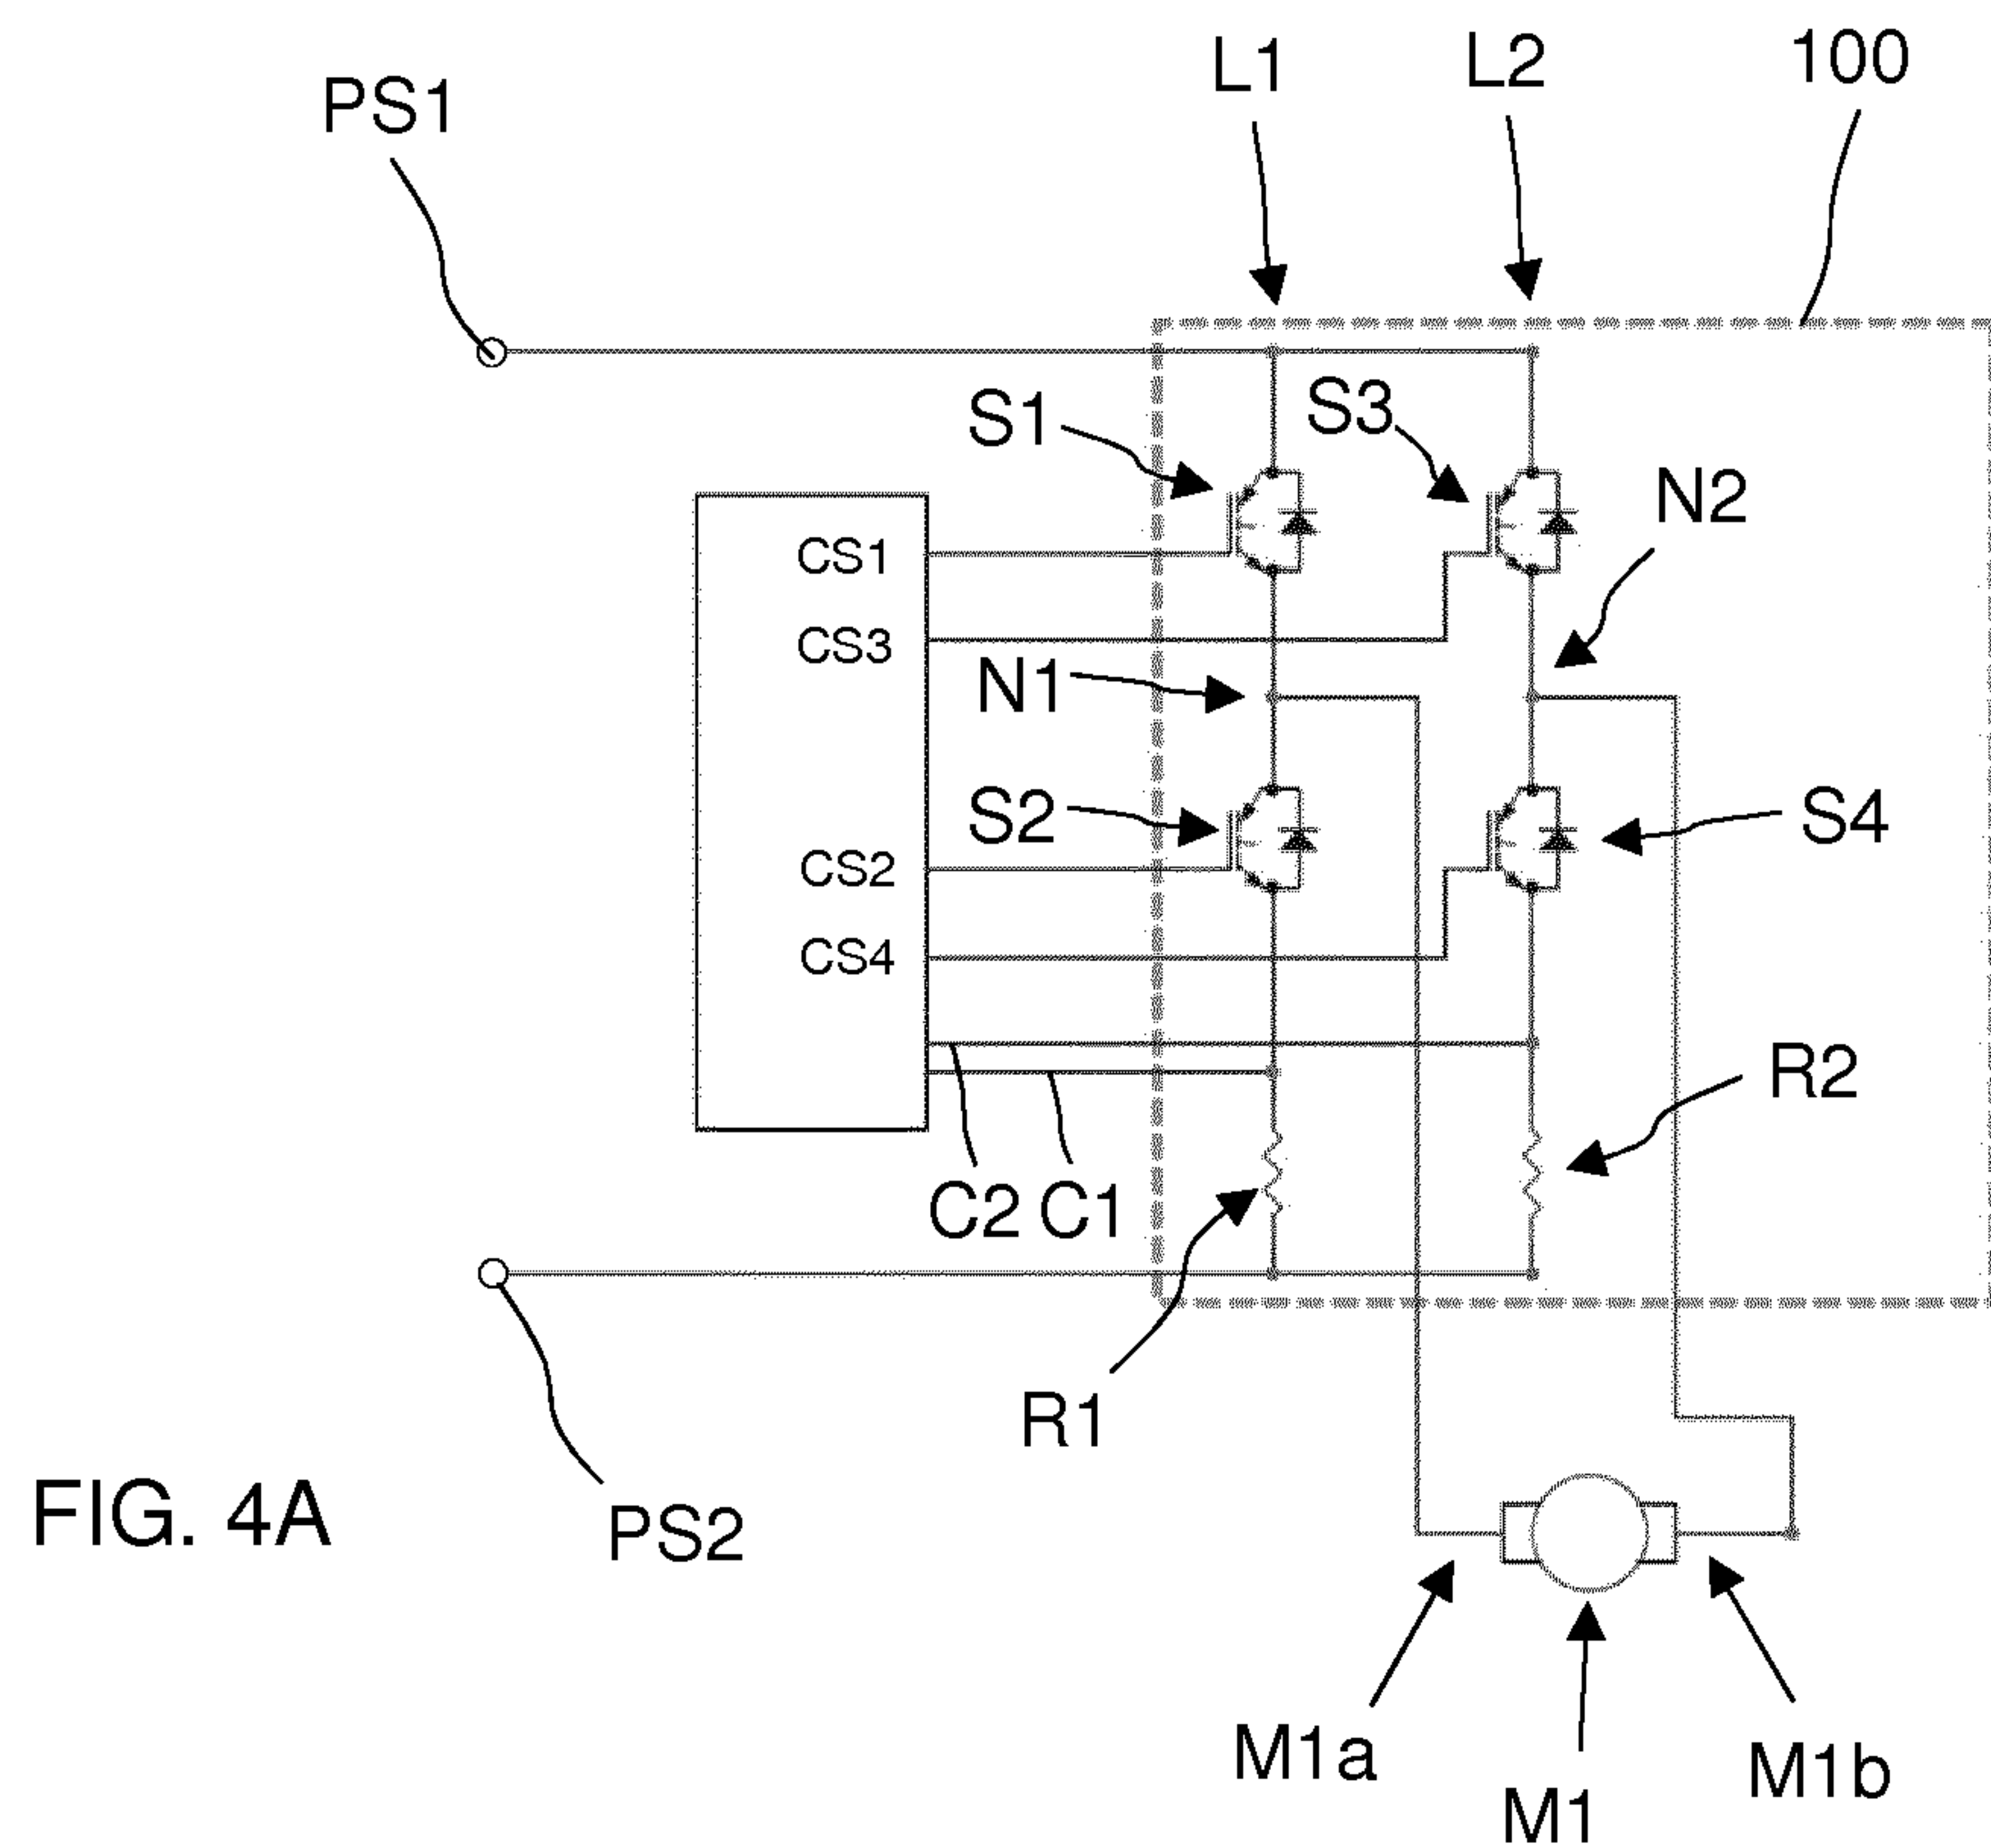 L1
L2
100
PS1
S1
S3
N2
CS1
CS3
N1
S2
S4
CS2
CS4
R2
C2
C1
R1
FIG. 4A
PS2
M1a
M1
M1b